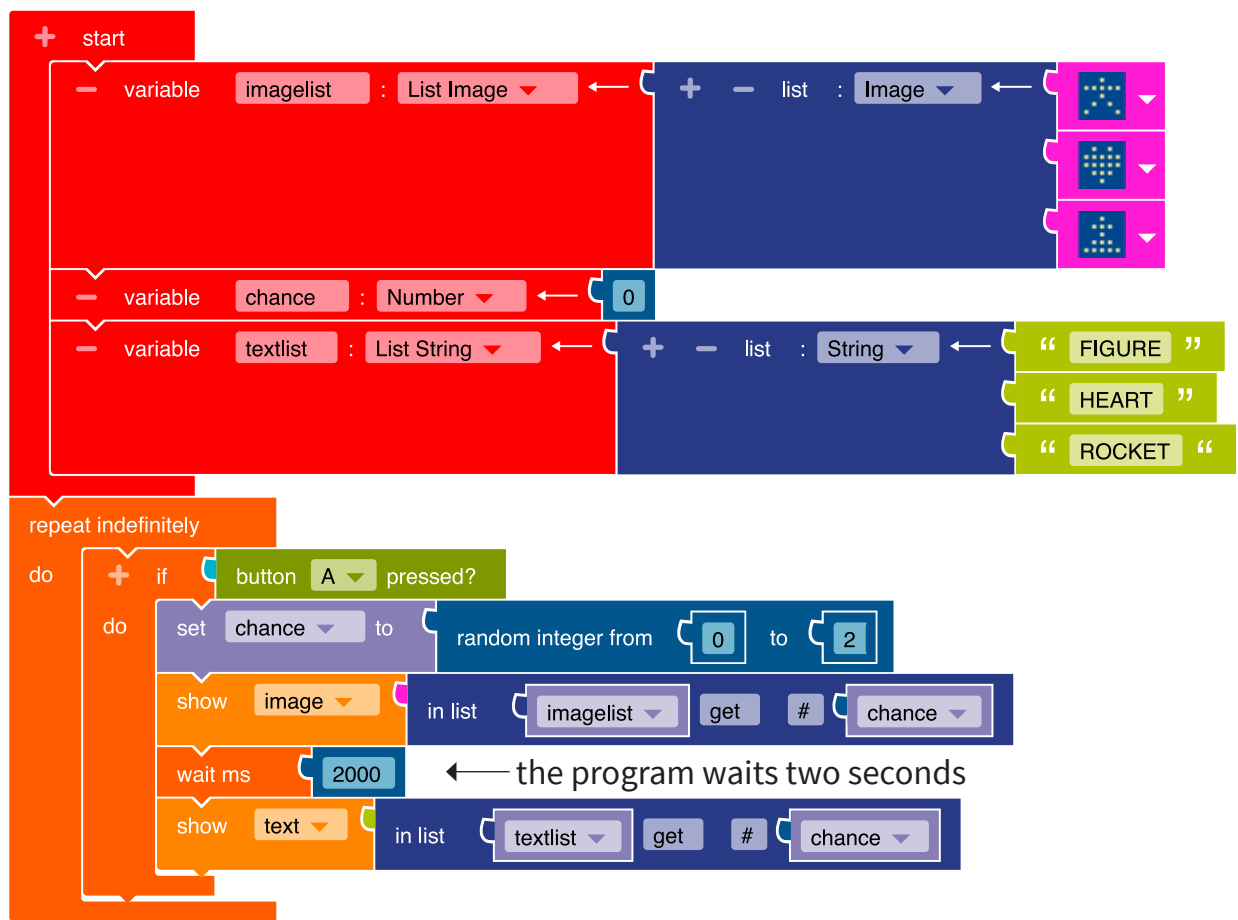 + start
− variable imagelist : List Image ← + − list : Image ←
− variable chance : Number ← 0
− variable textlist : List String ← + − list : String ← “ FIGURE ”
“ HEART ”
“ ROCKET “
repeat indefinitely
do + if button A pressed?
do set chance to random integer from 0 to 2
show image in list imagelist get # chance
wait ms 2000 ← the program waits two seconds
show text in list textlist get # chance